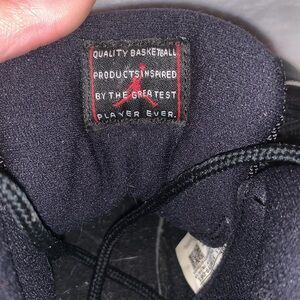 QUALITY BASKETBALL
PRODUCTS INSPIRED
BY THE GREATEST
PLAYER EVER.